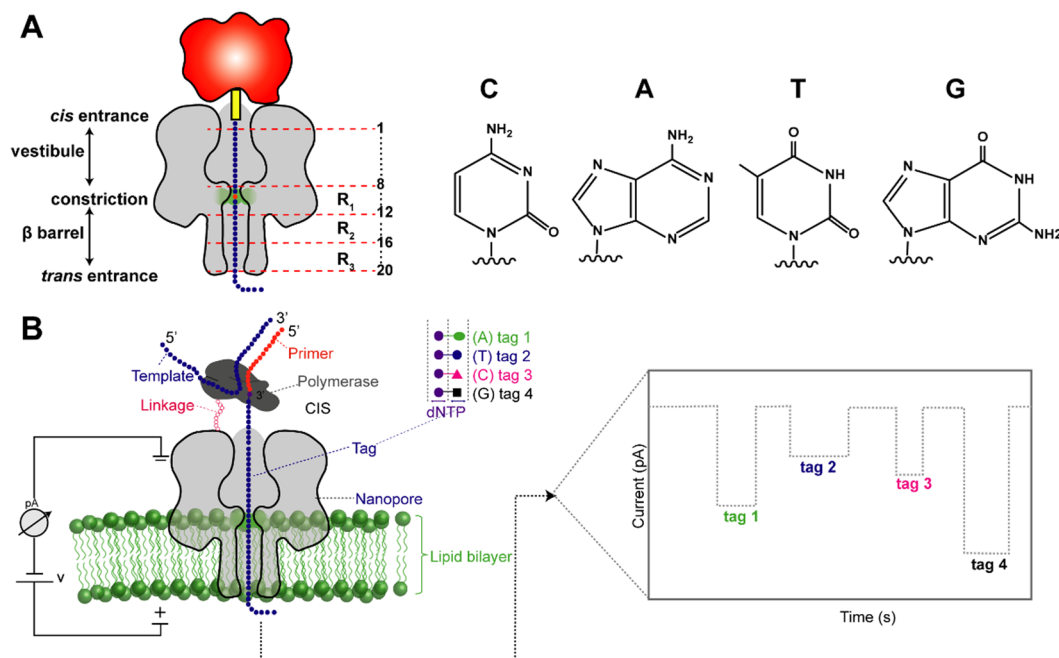 A
cis entrance
vestibule
constriction
β barrel
trans entrance
1
8
R1
12
R2
16
R3
20
C
A
T
G
NH2
N
N
O
N
NH2
N
N
N
N
O
NH
N
O
O
N
NH
N
N
NH2
B
3'
5'
5'
Primer
Template
Polymerase
3'
Linkage
CIS
(A) tag 1
(T) tag 2
(C) tag 3
(G) tag 4
dNTP
Tag
Nanopore
pA
V
+
Lipid bilayer
Current (pA)
tag 1
tag 2
tag 3
tag 4
Time (s)